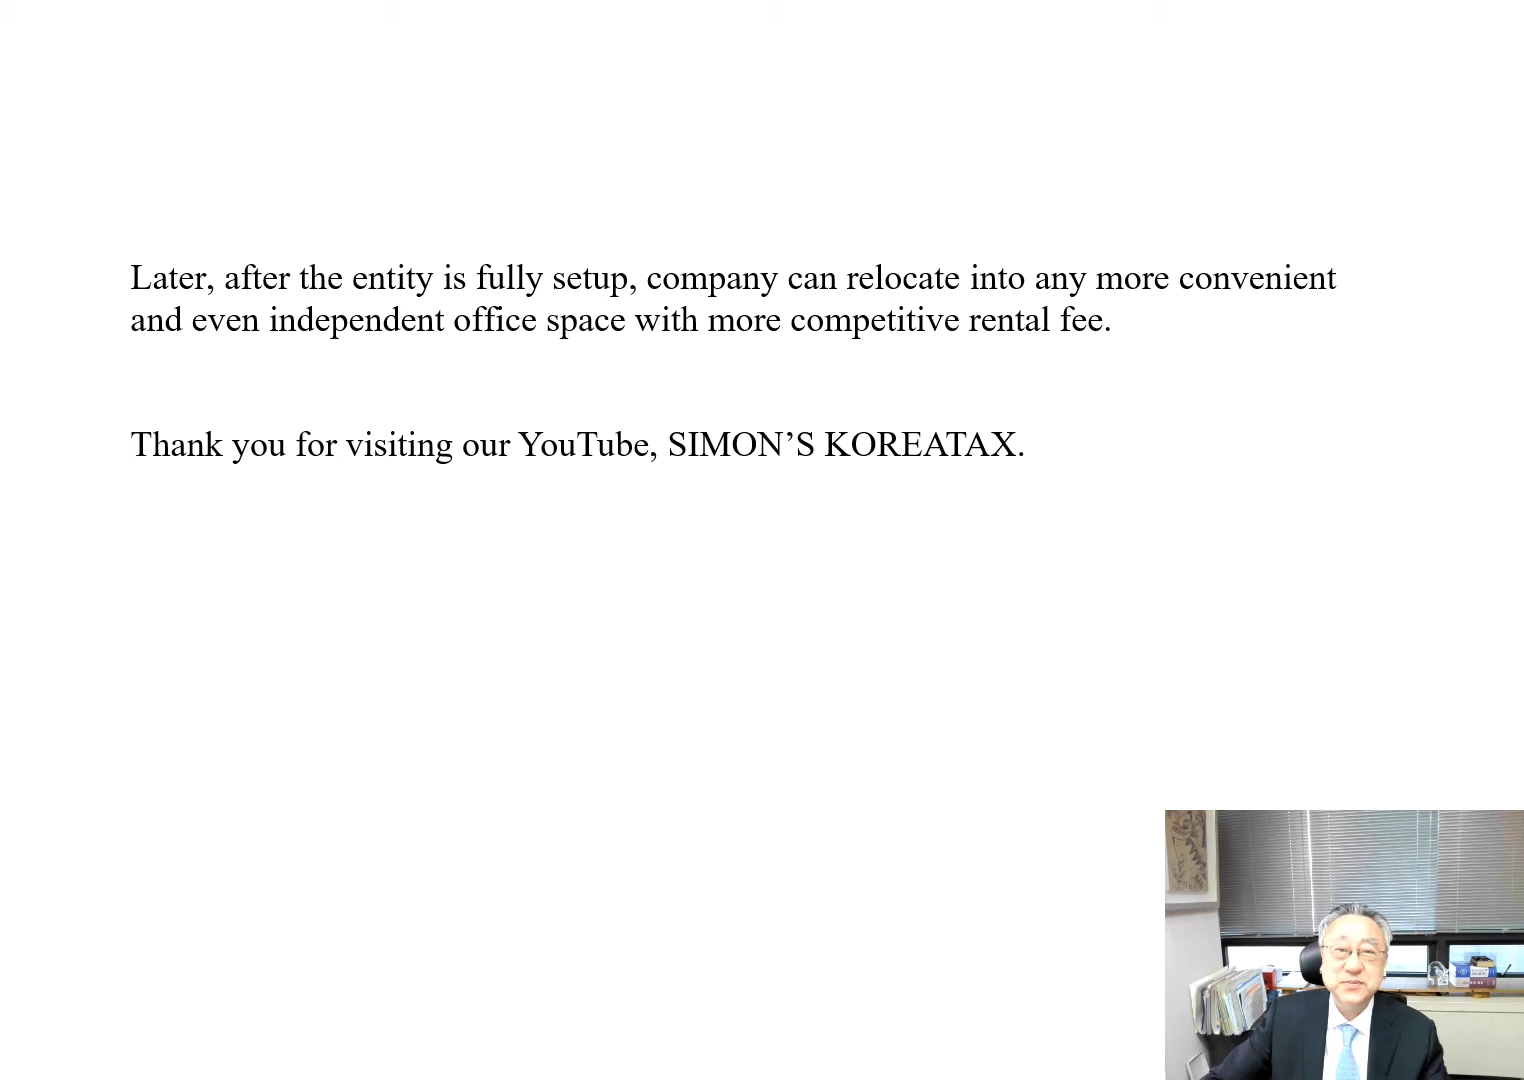 Later, after the entity is fully setup, company can relocate into any more convenient
and even independent office space with more competitive rental fee.
Thank you for visiting our YouTube, SIMON’S KOREATAX.